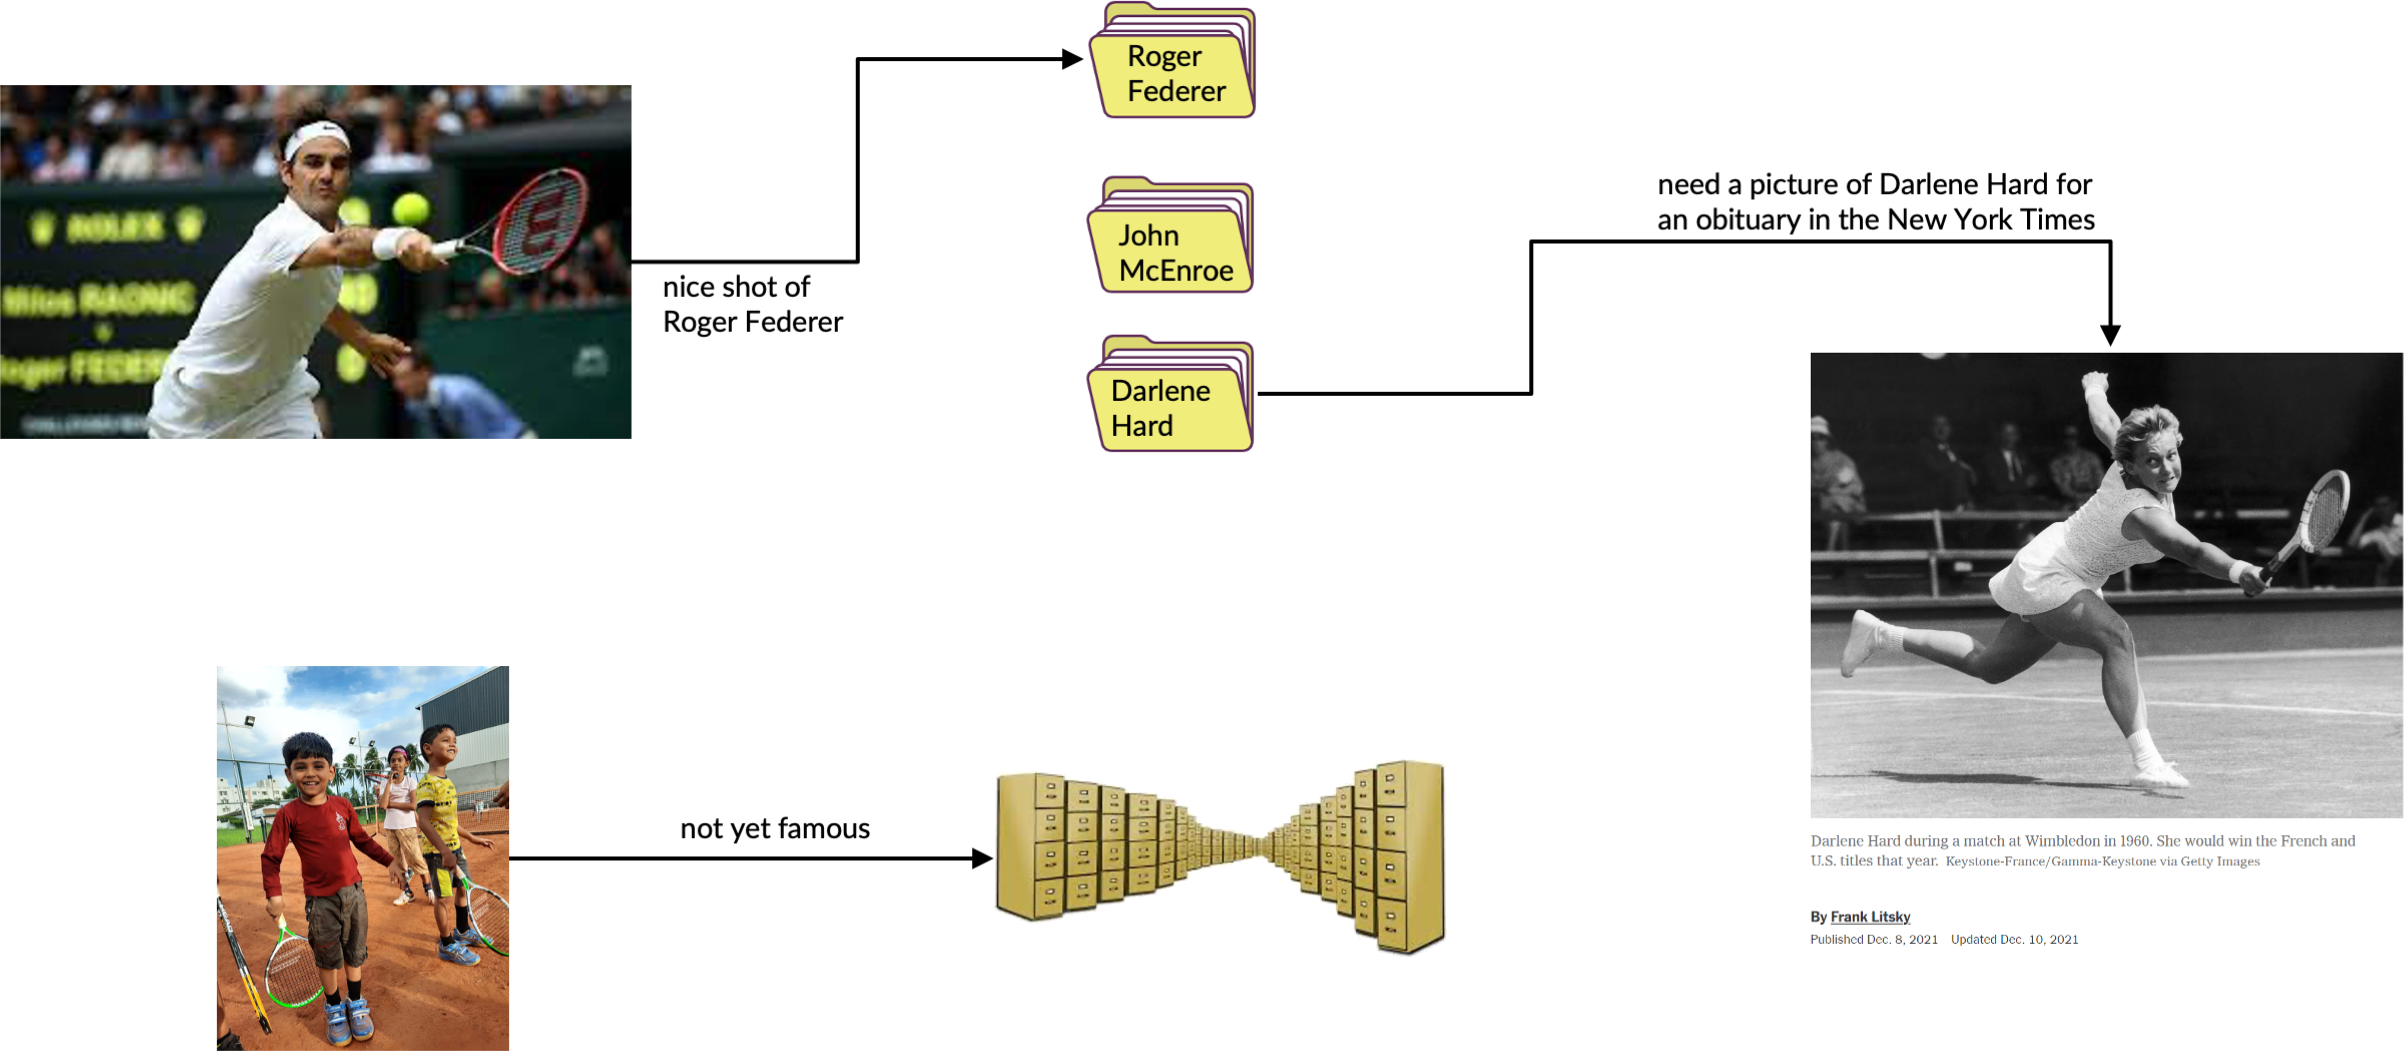 Roger
Federer
John
McEnroe
Darlene
Hard
nice shot of
Roger Federer
need a picture of Darlene Hard for
an obituary in the New York Times
ROLEX
Milos RAONIC
not yet famous
Darlene Hard during a match at Wimbledon in 1960. She would win the French and
U.S. titles that year. Keystone-France/Gamma-Keystone via Getty Images
By Frank Litsky
Published Dec. 8, 2021 Updated Dec. 10, 2021